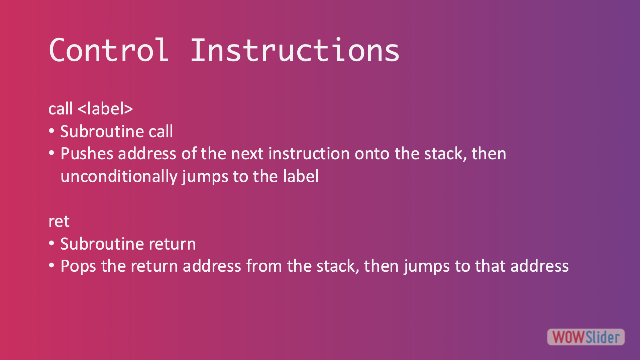 Control Instructions
call <label>
• Subroutine call
• Pushes address of the next instruction onto the stack, then
unconditionally jumps to the label
ret
• Subroutine return
• Pops the return address from the stack, then jumps to that address
WOWSlider